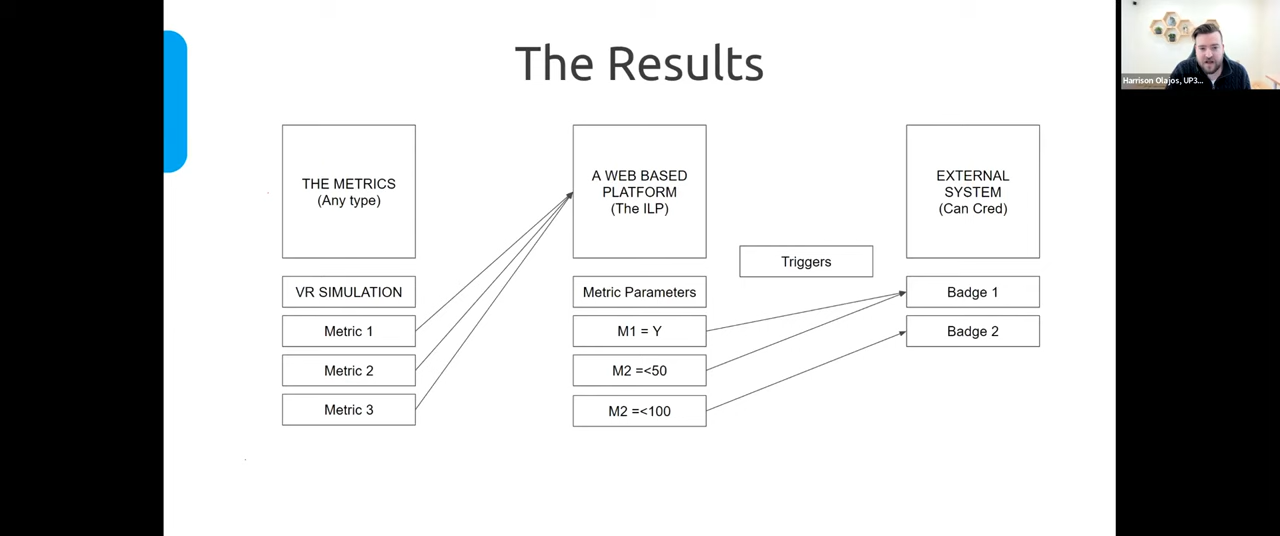 The Results
Harrison Olajos, UP3...
THE METRICS
(Any type)
A WEB BASED
PLATFORM
(The ILP)
EXTERNAL
SYSTEM
(Can Cred)
Triggers
VR SIMULATION
Metric Parameters
Badge 1
Metric 1
M1 = Y
Badge 2
Metric 2
M2 =<50
Metric 3
M2 =<100